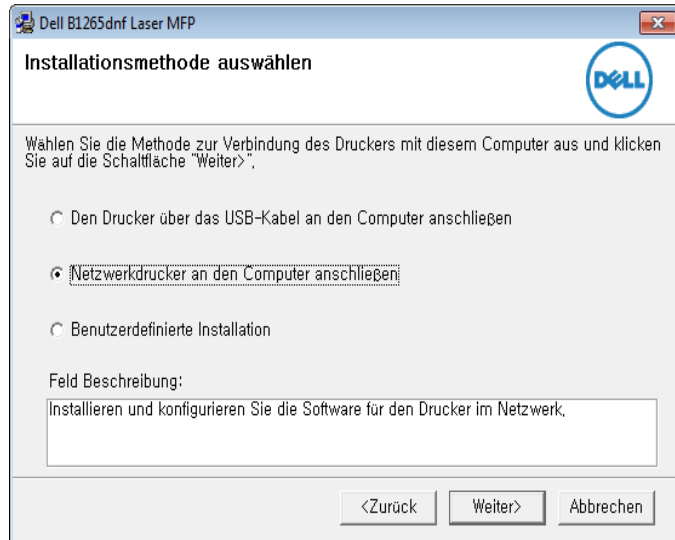 Dell B1265dnf Laser MFP
Installationsmethode auswählen
DELL
Wählen Sie die Methode zur Verbindung des Druckers mit diesem Computer aus und klicken
Sie auf die Schaltfläche "Weiter>",
Den Drucker über das USB-Kabel an den Computer anschließen
Netzwerkdrucker an den Computer anschließen
Benutzerdefinierte Installation
Feld Beschreibung:
Installieren und konfigurieren Sie die Software für den Drucker im Netzwerk,
<Zurück
Weiter>
Abbrechen